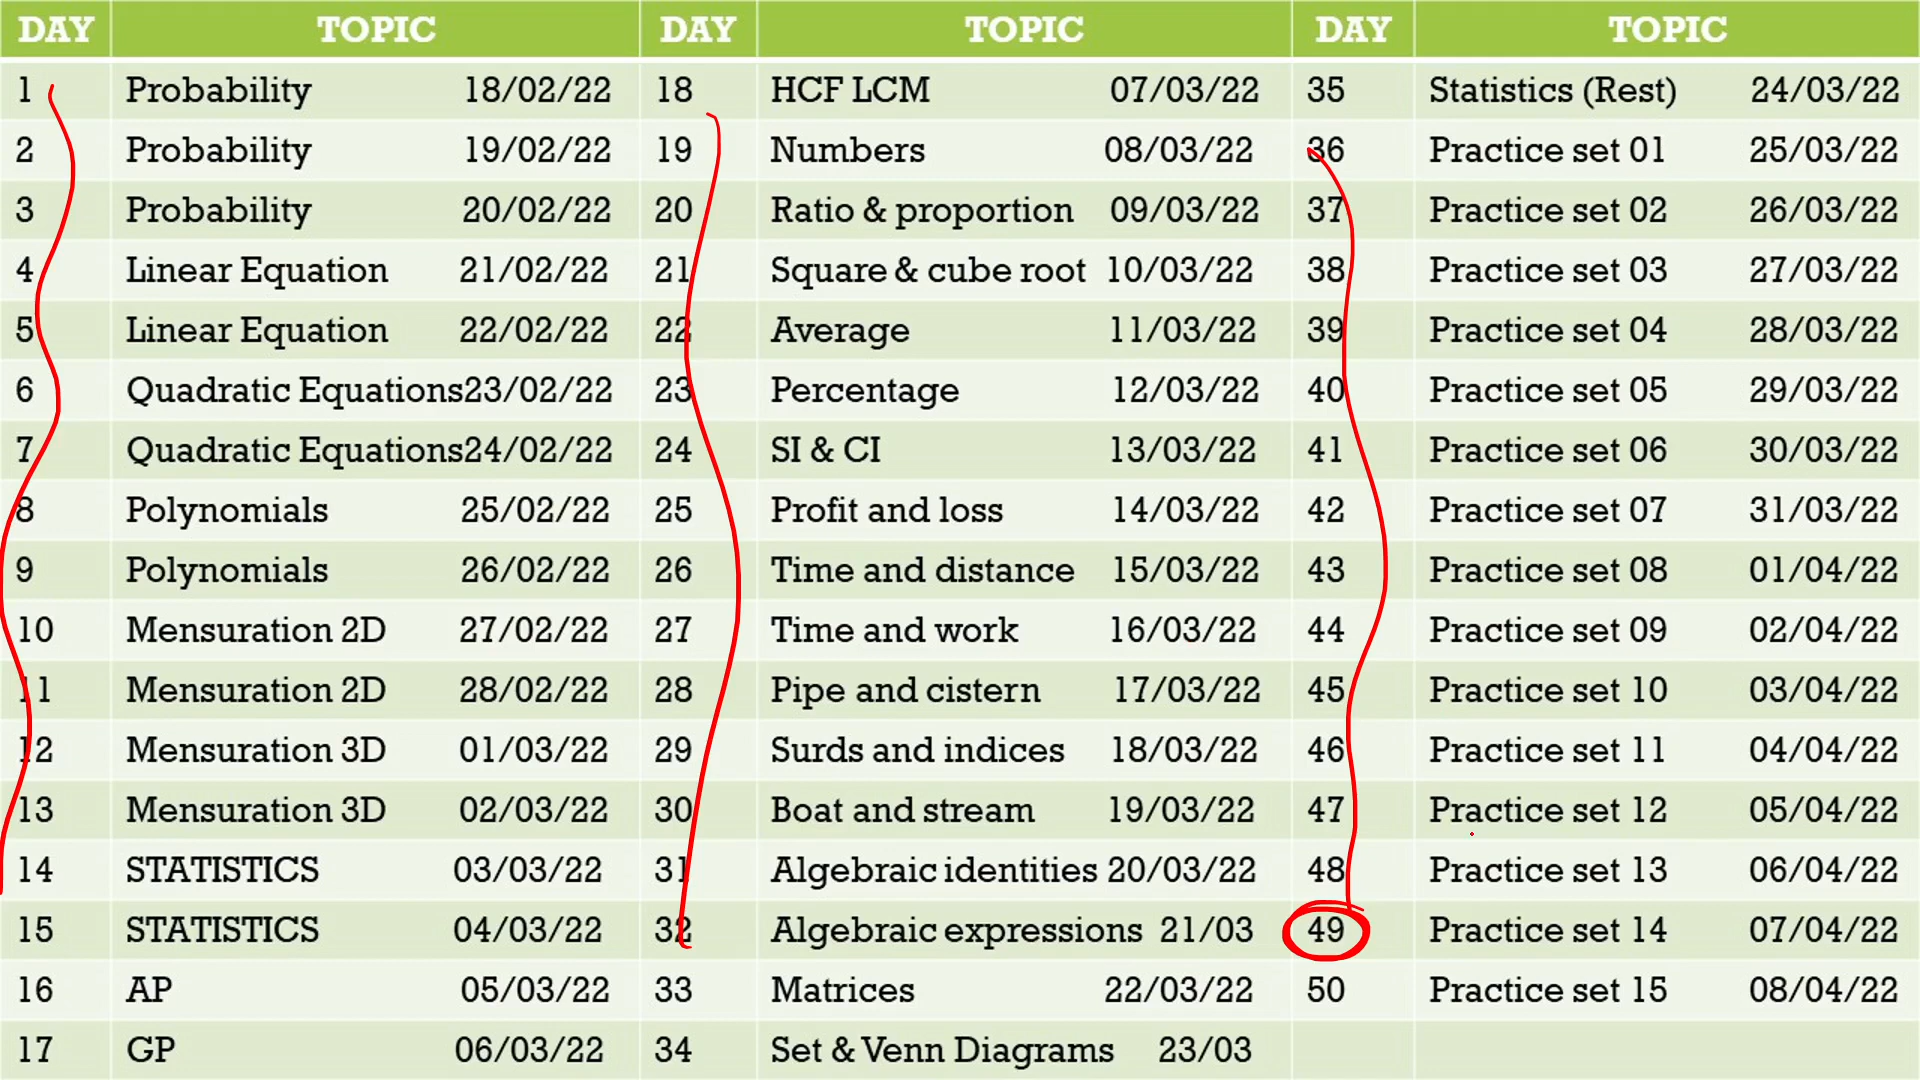 DAY TOPIC DAY TOPIC DAY TOPIC
1 Probability 18/02/22 18 HCF LCM 07/03/22 35 Statistics (Rest) 24/03/22
2 Probability 19/02/22 19 Numbers 08/03/22 36 Practice set 01 25/03/22
3 Probability 20/02/22 20 Ratio & proportion 09/03/22 37 Practice set 02 26/03/22
4 Linear Equation 21/02/22 21 Square & cube root 10/03/22 38 Practice set 03 27/03/22
5 Linear Equation 22/02/22 22 Average 11/03/22 39 Practice set 04 28/03/22
6 Quadratic Equations23/02/22 23 Percentage 12/03/22 40 Practice set 05 29/03/22
7 Quadratic Equations24/02/22 24 SI & CI 13/03/22 41 Practice set 06 30/03/22
8 Polynomials 25/02/22 25 Profit and loss 14/03/22 42 Practice set 07 31/03/22
9 Polynomials 26/02/22 26 Time and distance 15/03/22 43 Practice set 08 01/04/22
10 Mensuration 2D 27/02/22 27 Time and work 16/03/22 44 Practice set 09 02/04/22
11 Mensuration 2D 28/02/22 28 Pipe and cistern 17/03/22 45 Practice set 10 03/04/22
12 Mensuration 3D 01/03/22 29 Surds and indices 18/03/22 46 Practice set 11 04/04/22
13 Mensuration 3D 02/03/22 30 Boat and stream 19/03/22 47 Practice set 12 05/04/22
14 STATISTICS 03/03/22 31 Algebraic identities 20/03/22 48 Practice set 13 06/04/22
15 STATISTICS 04/03/22 32 Algebraic expressions 21/03 49 Practice set 14 07/04/22
16 AP 05/03/22 33 Matrices 22/03/22 50 Practice set 15 08/04/22
17 GP 06/03/22 34 Set & Venn Diagrams 23/03